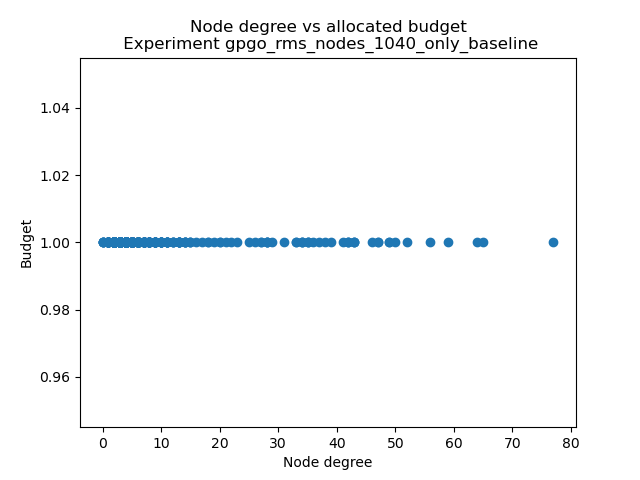 Node degree vs allocated budget
Experiment gpgo_rms_nodes_1040_only_baseline
1.04
1.02
1.00
0.98
0.96
Budget
0 10 20 30 40 50 60 70 80
Node degree